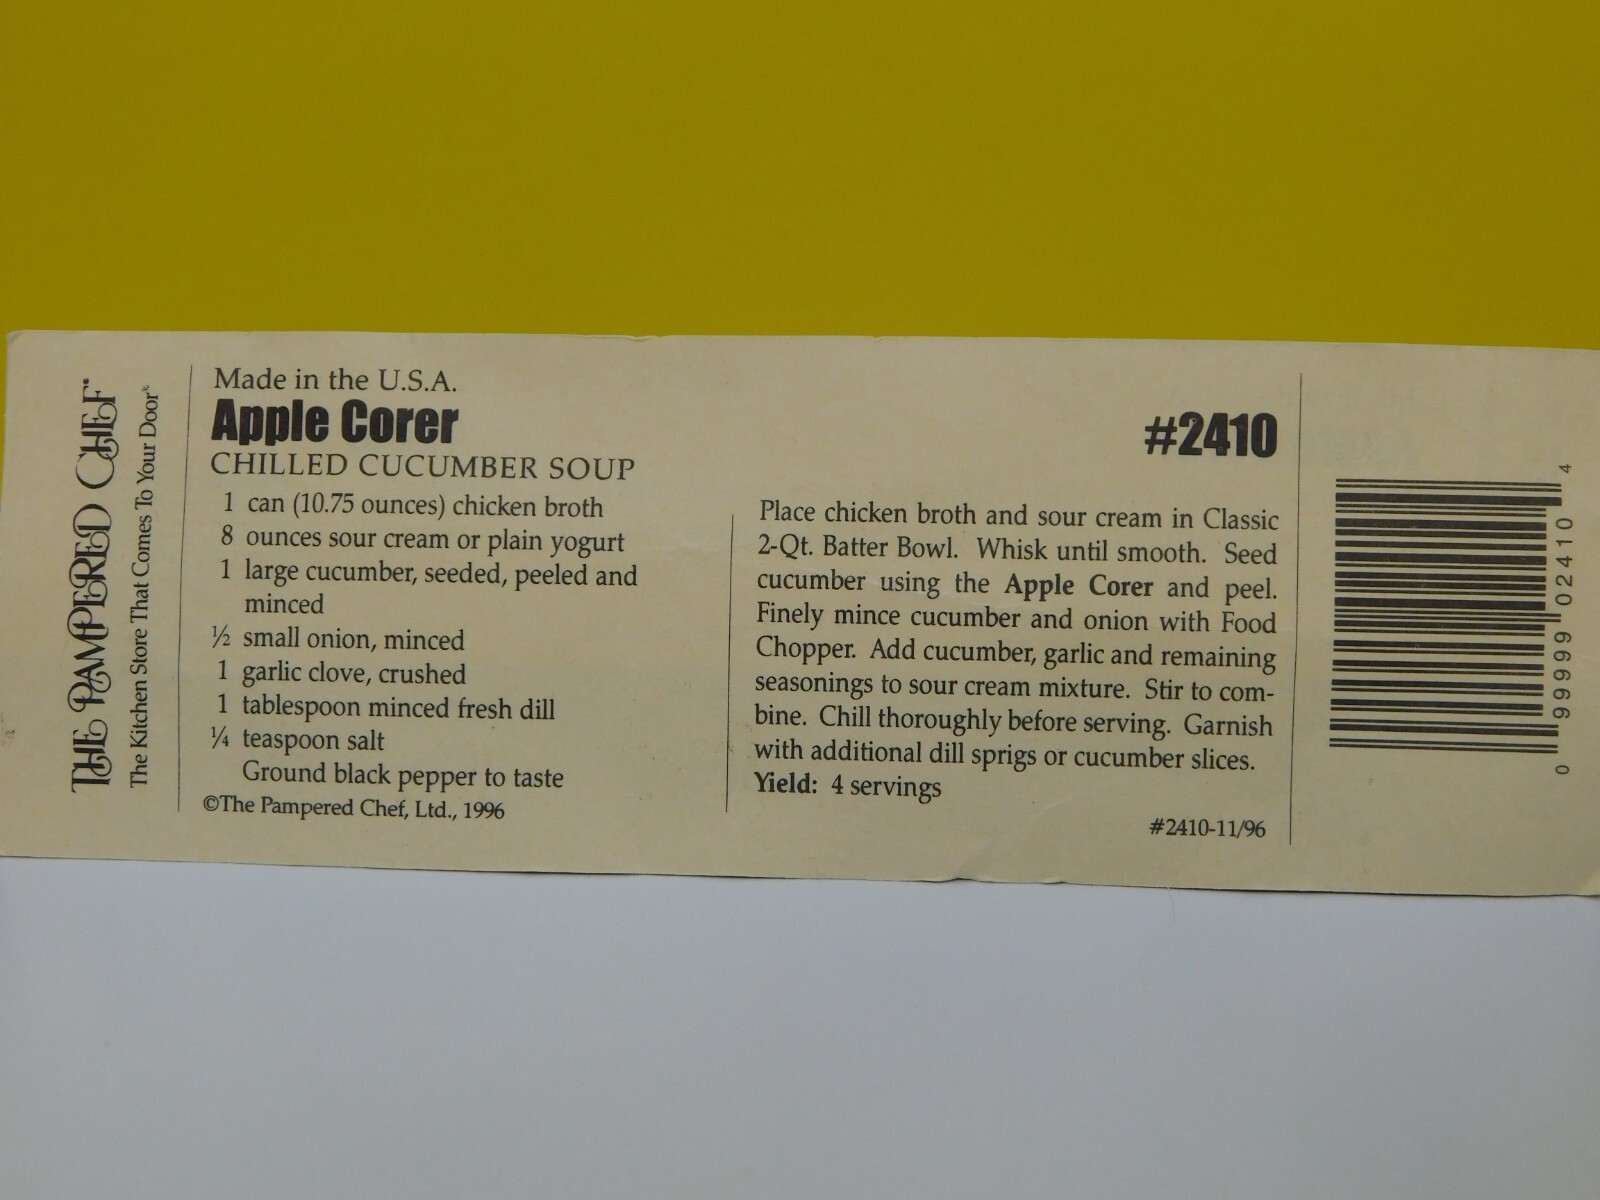 THE PAMPERED CHEF®
The Kitchen Store That Comes To Your Door®
Made in the U.S.A.
Apple Corer
#2410
CHILLED CUCUMBER SOUP
1 can (10.75 ounces) chicken broth
8 ounces sour cream or plain yogurt
1 large cucumber, seeded, peeled and
minced
½ small onion, minced
1 garlic clove, crushed
1 tablespoon minced fresh dill
¼ teaspoon salt
Ground black pepper to taste
©The Pampered Chef, Ltd., 1996
Place chicken broth and sour cream in Classic
2-Qt. Batter Bowl. Whisk until smooth. Seed
cucumber using the Apple Corer and peel.
Finely mince cucumber and onion with Food
Chopper. Add cucumber, garlic and remaining
seasonings to sour cream mixture. Stir to com-
bine. Chill thoroughly before serving. Garnish
with additional dill sprigs or cucumber slices.
Yield: 4 servings
#2410-11/96
0 99999 02410 4